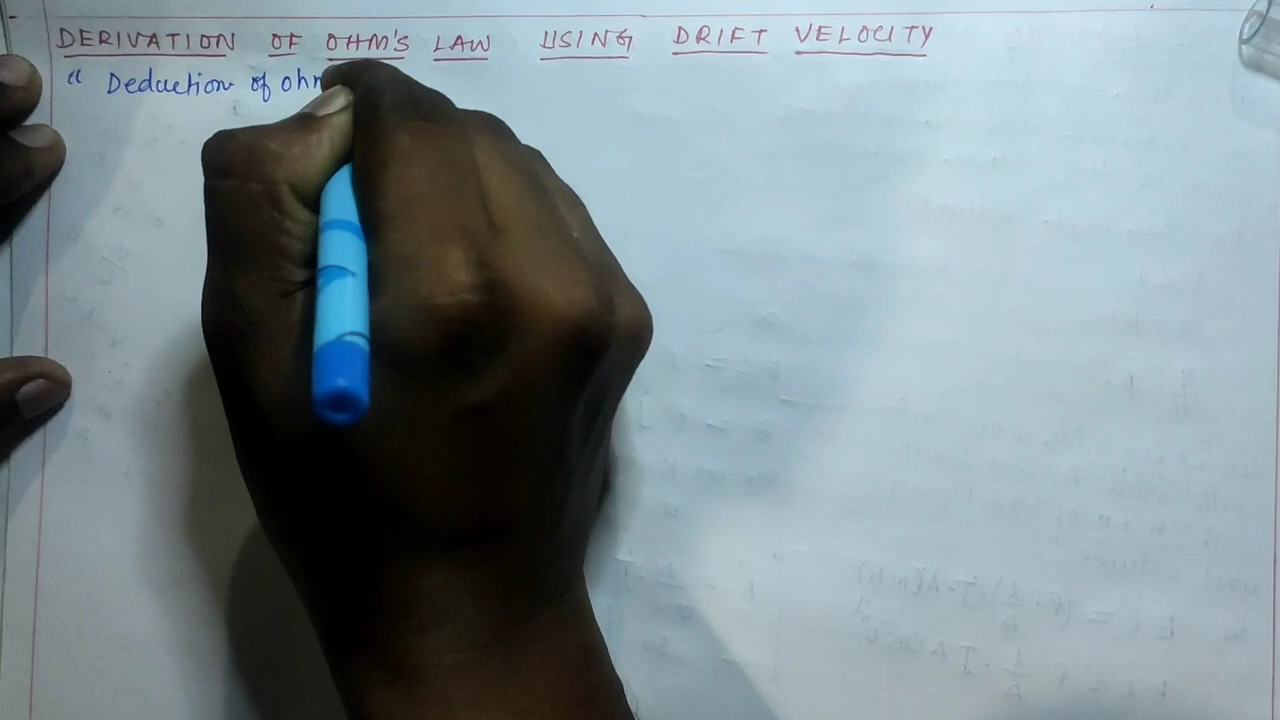 DERIVATION OF OHM'S LAW USING DRIFT VELOCITY
" Deduction of ohm